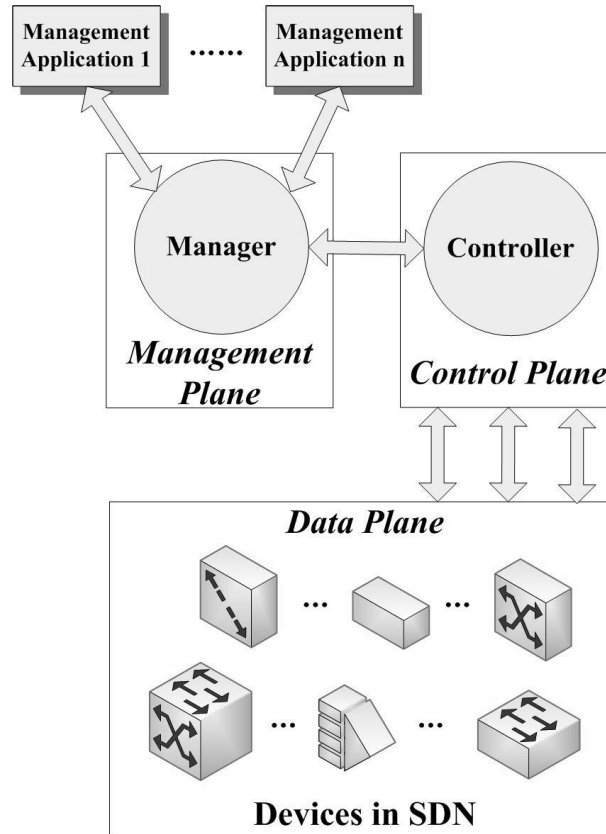 Management
Application 1
......
Management
Application n
Manager
Controller
Management
Plane
Control Plane
Data Plane
...
...
...
...
Devices in SDN